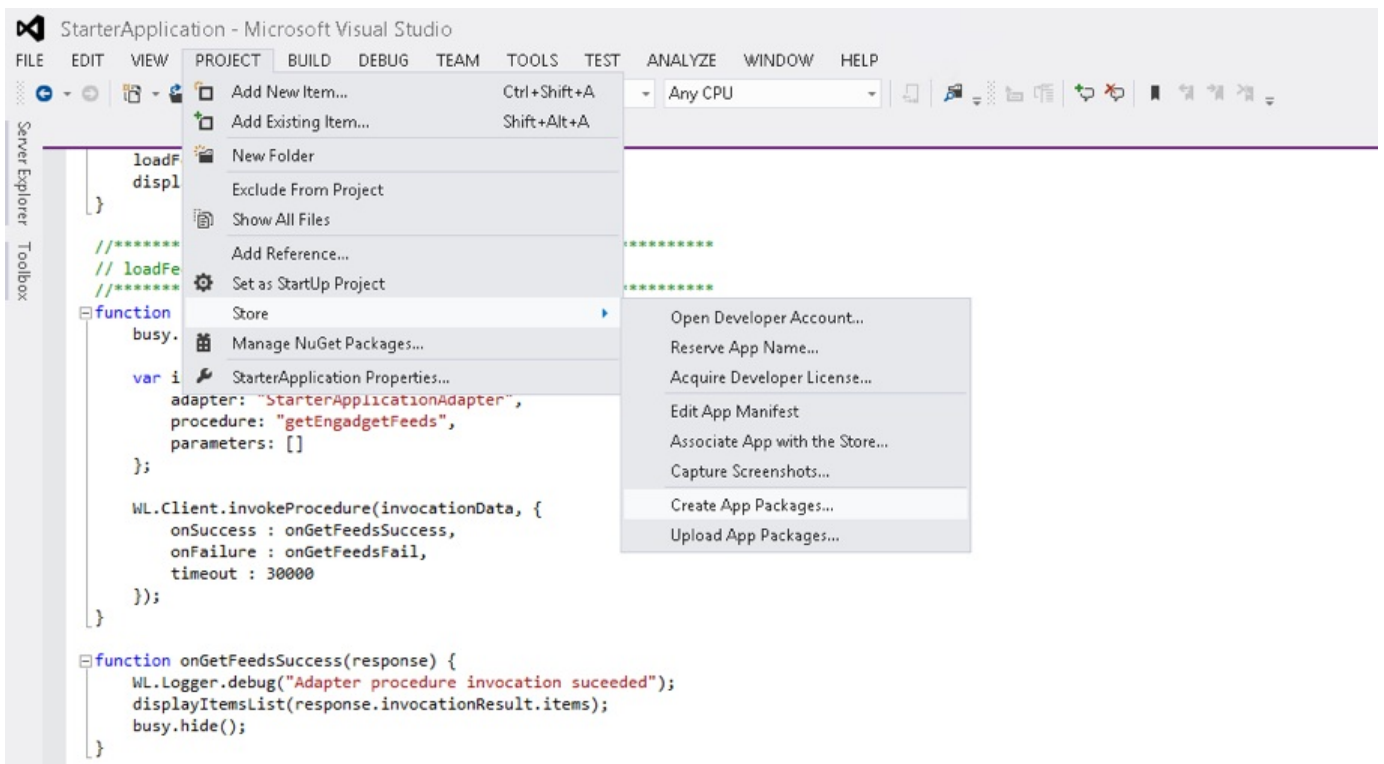 StarterApplication - Microsoft Visual Studio
FILE EDIT VIEW PROJECT BUILD DEBUG TEAM TOOLS TEST ANALYZE WINDOW HELP
Any CPU
Server Explorer
Toolbox
Add New Item... Ctrl+Shift+A
Add Existing Item... Shift+Alt+A
New Folder
Exclude From Project
Show All Files
Add Reference...
Set as StartUp Project
Store
Manage NuGet Packages...
StarterApplication Properties...
Open Developer Account...
Reserve App Name...
Acquire Developer License...
Edit App Manifest
Associate App with the Store...
Capture Screenshots...
Create App Packages...
Upload App Packages...
loadF
displ
}
//******* **********
// loadFe
//******* **********
function
busy.
var i
adapter: "StarterApplicationAdapter",
procedure: "getEngadgetFeeds",
parameters: []
};
WL.Client.invokeProcedure(invocationData, {
onSuccess : onGetFeedsSuccess,
onFailure : onGetFeedsFail,
timeout : 30000
});
}
function onGetFeedsSuccess(response) {
WL.Logger.debug("Adapter procedure invocation suceeded");
displayItemsList(response.invocationResult.items);
busy.hide();
}